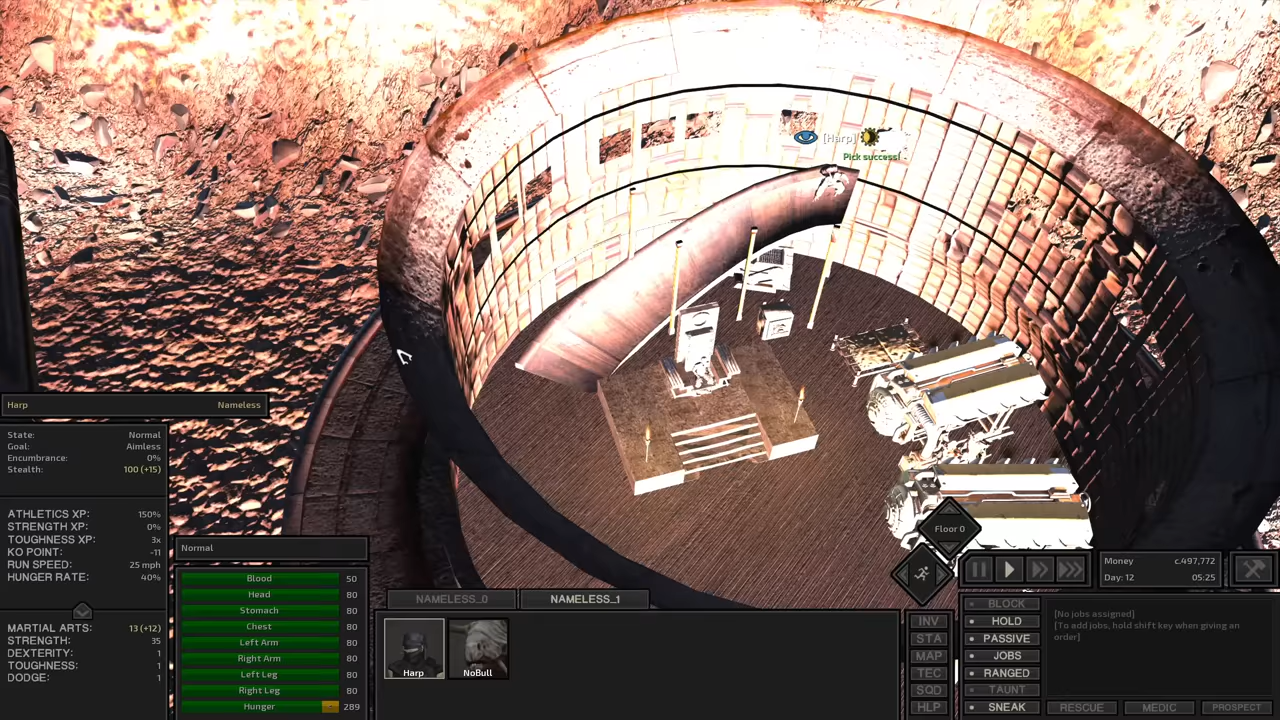 [Harp]
Pick success!
Harp Nameless
State: Normal
Goal: Aimless
Encumbrance: 0%
Stealth: 100 (+15)
ATHLETICS XP: 150%
STRENGTH XP: 0%
TOUGHNESS XP: 3x
KO POINT: -11
RUN SPEED: 25 mph
HUNGER RATE: 40%
MARTIAL ARTS: 13 (+12)
STRENGTH: 35
DEXTERITY: 1
TOUGHNESS: 1
DODGE: 1
Normal
Blood 50
Head 80
Stomach 80
Chest 80
Left Arm 80
Right Arm 80
Left Leg 80
Right Leg 80
Hunger 289
NAMELESS_0 NAMELESS_1
Harp NoBull
INV
STA
MAP
TEC
SQD
HLP
Floor 0
Money c.497,772
Day: 12 05:25
BLOCK
HOLD
PASSIVE
JOBS
RANGED
TAUNT
SNEAK
[No jobs assigned]
[To add jobs, hold shift key when giving an
order]
RESCUE MEDIC PROSPECT